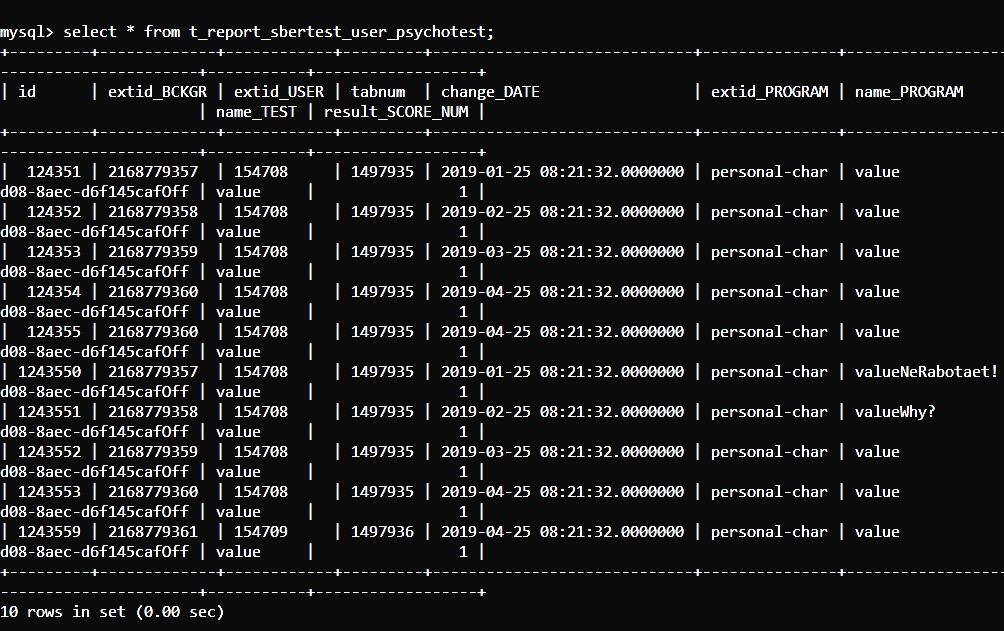 mysql> select * from t_report_sbertest_user_psychotest;
+---------+-------------+------------+---------+-----------------------------+---------------+-----------------
----------------------+-----------+------------------+
| id      | extid_BCKGR | extid_USER | tabnum  | change_DATE                 | extid_PROGRAM | name_PROGRAM
                      | name_TEST | result_SCORE_NUM |
+---------+-------------+------------+---------+-----------------------------+---------------+-----------------
----------------------+-----------+------------------+
|  124351 | 2168779357  | 154708     | 1497935 | 2019-01-25 08:21:32.0000000 | personal-char | value
d08-8aec-d6f145cafOff | value     |                1 |
|  124352 | 2168779358  | 154708     | 1497935 | 2019-02-25 08:21:32.0000000 | personal-char | value
d08-8aec-d6f145cafOff | value     |                1 |
|  124353 | 2168779359  | 154708     | 1497935 | 2019-03-25 08:21:32.0000000 | personal-char | value
d08-8aec-d6f145cafOff | value     |                1 |
|  124354 | 2168779360  | 154708     | 1497935 | 2019-04-25 08:21:32.0000000 | personal-char | value
d08-8aec-d6f145cafOff | value     |                1 |
|  124355 | 2168779360  | 154708     | 1497935 | 2019-04-25 08:21:32.0000000 | personal-char | value
d08-8aec-d6f145cafOff | value     |                1 |
| 1243550 | 2168779357  | 154708     | 1497935 | 2019-01-25 08:21:32.0000000 | personal-char | valueNeRabotaet!
d08-8aec-d6f145cafOff | value     |                1 |
| 1243551 | 2168779358  | 154708     | 1497935 | 2019-02-25 08:21:32.0000000 | personal-char | valueWhy?
d08-8aec-d6f145cafOff | value     |                1 |
| 1243552 | 2168779359  | 154708     | 1497935 | 2019-03-25 08:21:32.0000000 | personal-char | value
d08-8aec-d6f145cafOff | value     |                1 |
| 1243553 | 2168779360  | 154708     | 1497935 | 2019-04-25 08:21:32.0000000 | personal-char | value
d08-8aec-d6f145cafOff | value     |                1 |
| 1243559 | 2168779361  | 154709     | 1497936 | 2019-04-25 08:21:32.0000000 | personal-char | value
d08-8aec-d6f145cafOff | value     |                1 |
+---------+-------------+------------+---------+-----------------------------+---------------+-----------------
----------------------+-----------+------------------+
10 rows in set (0.00 sec)